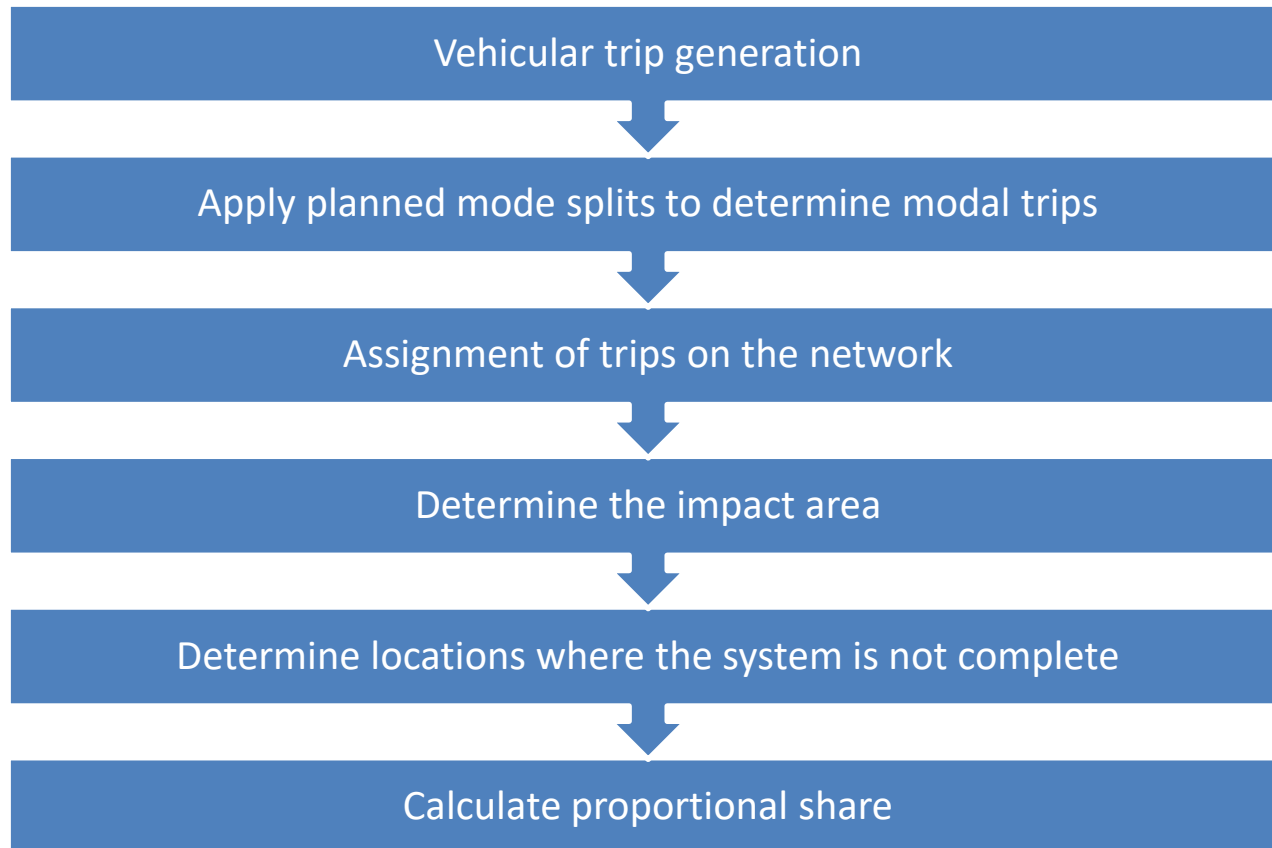 Vehicular trip generation
Apply planned mode splits to determine modal trips
Assignment of trips on the network
Determine the impact area
Determine locations where the system is not complete
Calculate proportional share